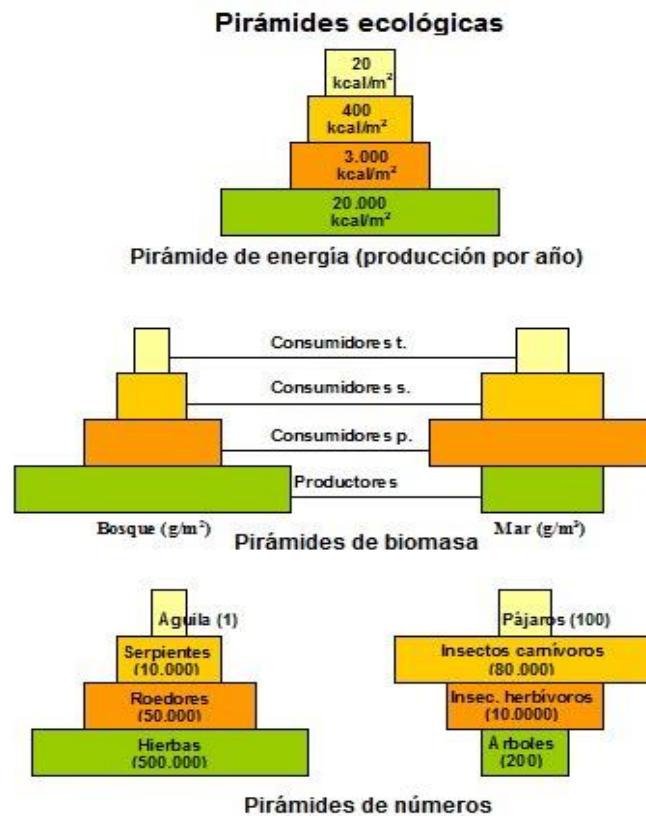 Pirámides ecológicas
20
kcal/m²
400
kcal/m²
3.000
kcal/m²
20.000
kcal/m²
Pirámide de energía (producción por año)
Consumidores t.
Consumidores s.
Consumidores p.
Productores
Bosque (g/m²)
Mar (g/m²)
Pirámides de biomasa
Aguila (1)
Pájaros (100)
Serpientes
(10.000)
Insectos carnívoros
(80.000)
Roedores
(50.000)
Insec. herbívoros
(10.0000)
Hierbas
(500.000)
Arboles
(200)
Pirámides de números